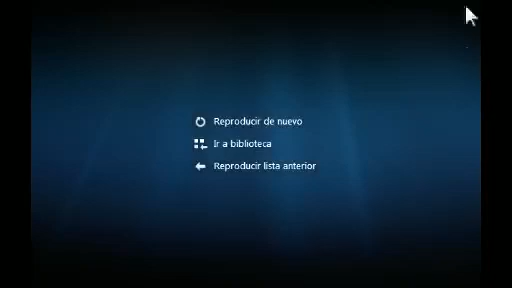 Reproducir de nuevo
Ir a biblioteca
Reproducir lista anterior